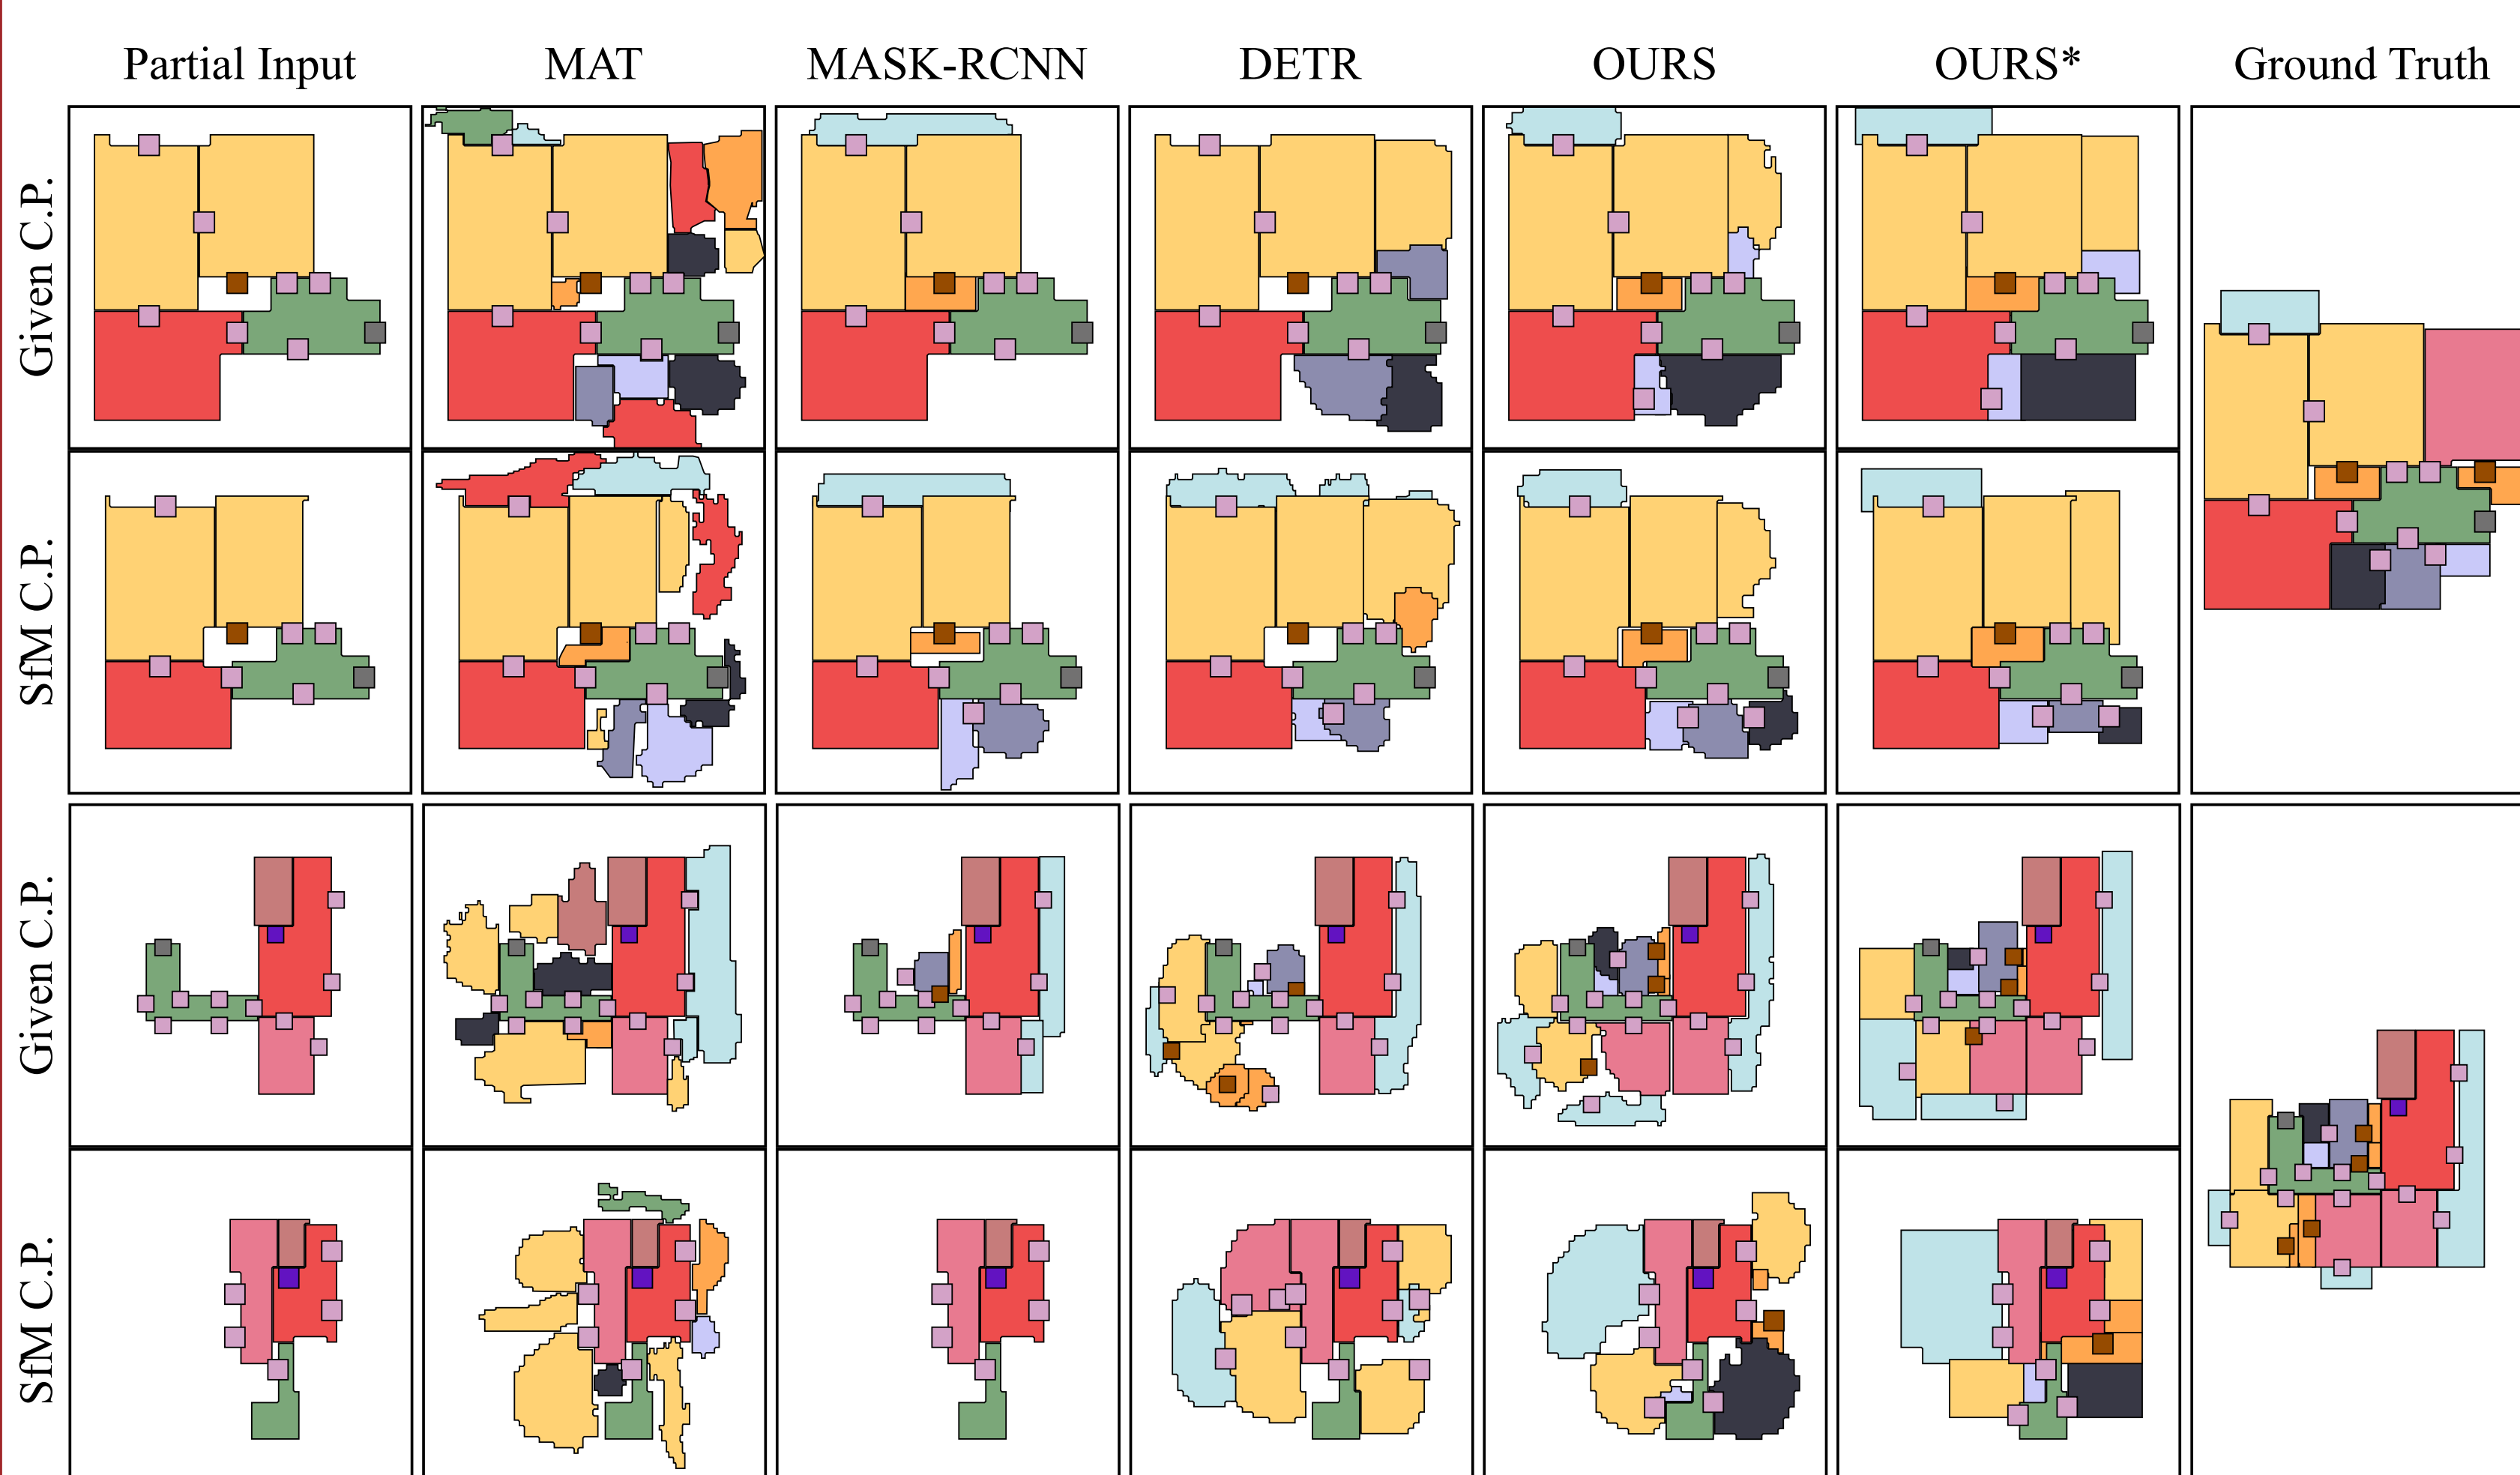 Partial Input MAT MASK-RCNN DETR OURS OURS* Ground Truth
Given C.P.
SfM C.P.
Given C.P.
SfM C.P.